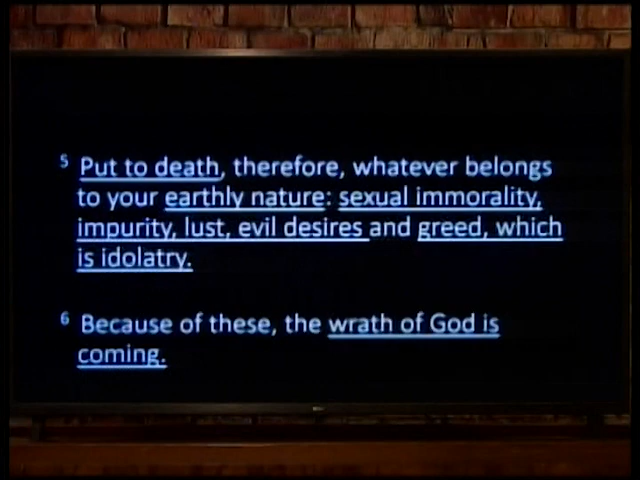 5 Put to death, therefore, whatever belongs
to your earthly nature: sexual immorality,
impurity, lust, evil desires and greed, which
is idolatry.
6 Because of these, the wrath of God is
coming.